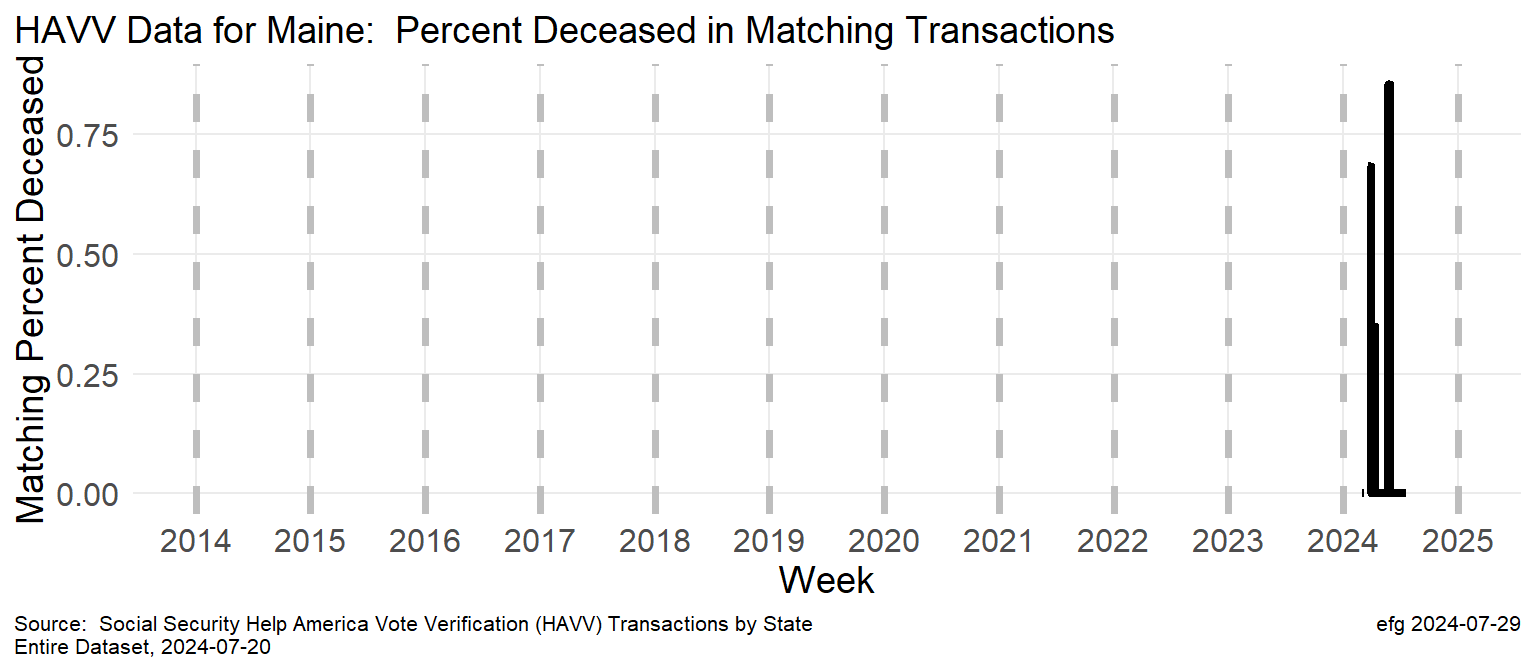 HAVV Data for Maine:  Percent Deceased in Matching Transactions
Matching Percent Deceased
0.75
0.50
0.25
0.00
2014 2015 2016 2017 2018 2019 2020 2021 2022 2023 2024 2025
Week
Source:  Social Security Help America Vote Verification (HAVV) Transactions by State
Entire Dataset, 2024-07-20
efg 2024-07-29